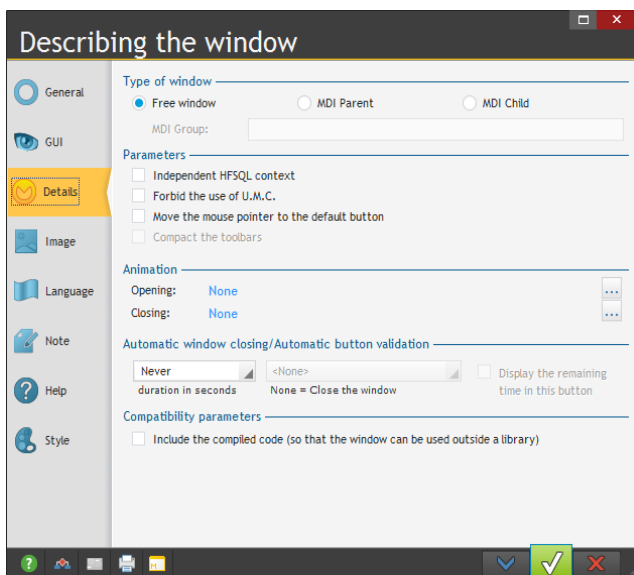 Describing the window
General
GUI
Details
Image
Language
Note
Help
Style
Type of window
Free window MDI Parent MDI Child
MDI Group:
Parameters
Independent HFSQL context
Forbid the use of U.M.C.
Move the mouse pointer to the default button
Compact the toolbars
Animation
Opening: None ...
Closing: None ...
Automatic window closing/Automatic button validation
Never <None> Display the remaining
duration in seconds None = Close the window time in this button
Compatibility parameters
Include the compiled code (so that the window can be used outside a library)